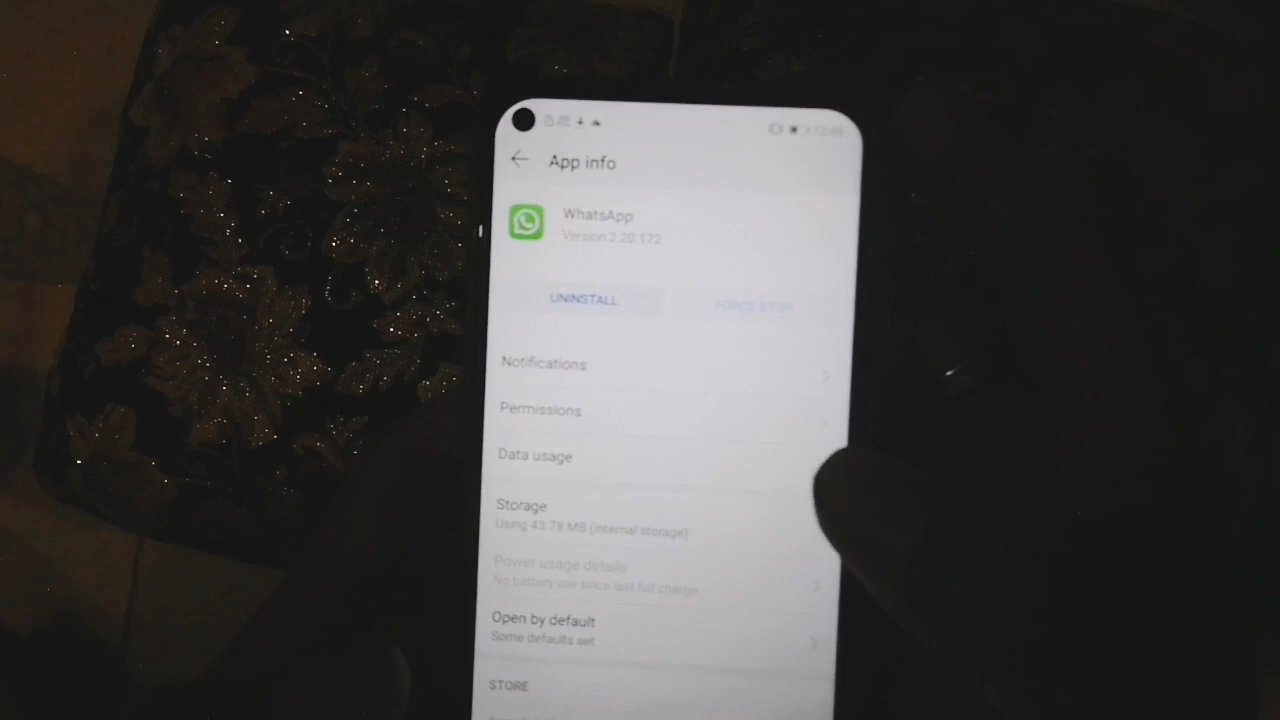 App info
WhatsApp
Version 2.20.172
UNINSTALL
FORCE STOP
Notifications
Permissions
Data usage
Storage
Using 43.78 MB (internal storage)
Power usage details
No battery use since last full charge
Open by default
Some defaults set
STORE